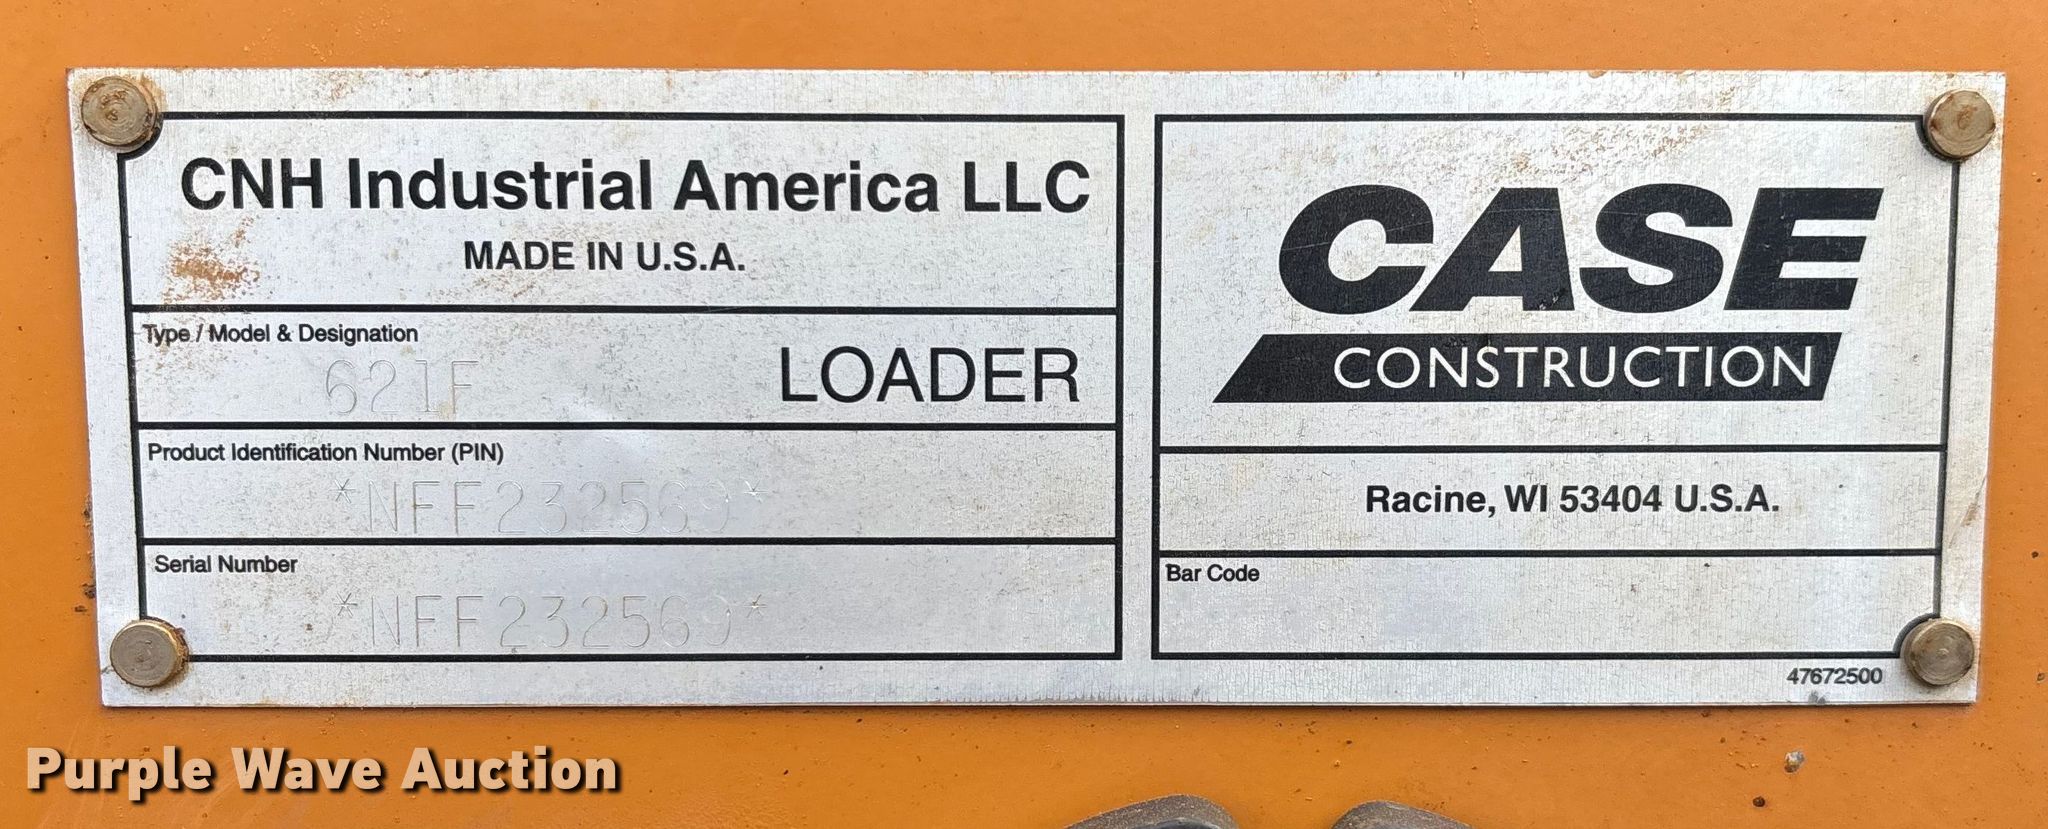 CNH Industrial America LLC
MADE IN U.S.A.
Type / Model & Designation
621F LOADER
Product Identification Number (PIN)
*NFF232569*
Serial Number
*NFF232569*
CASE
CONSTRUCTION
Racine, WI 53404 U.S.A.
Bar Code
47672500
Purple Wave Auction